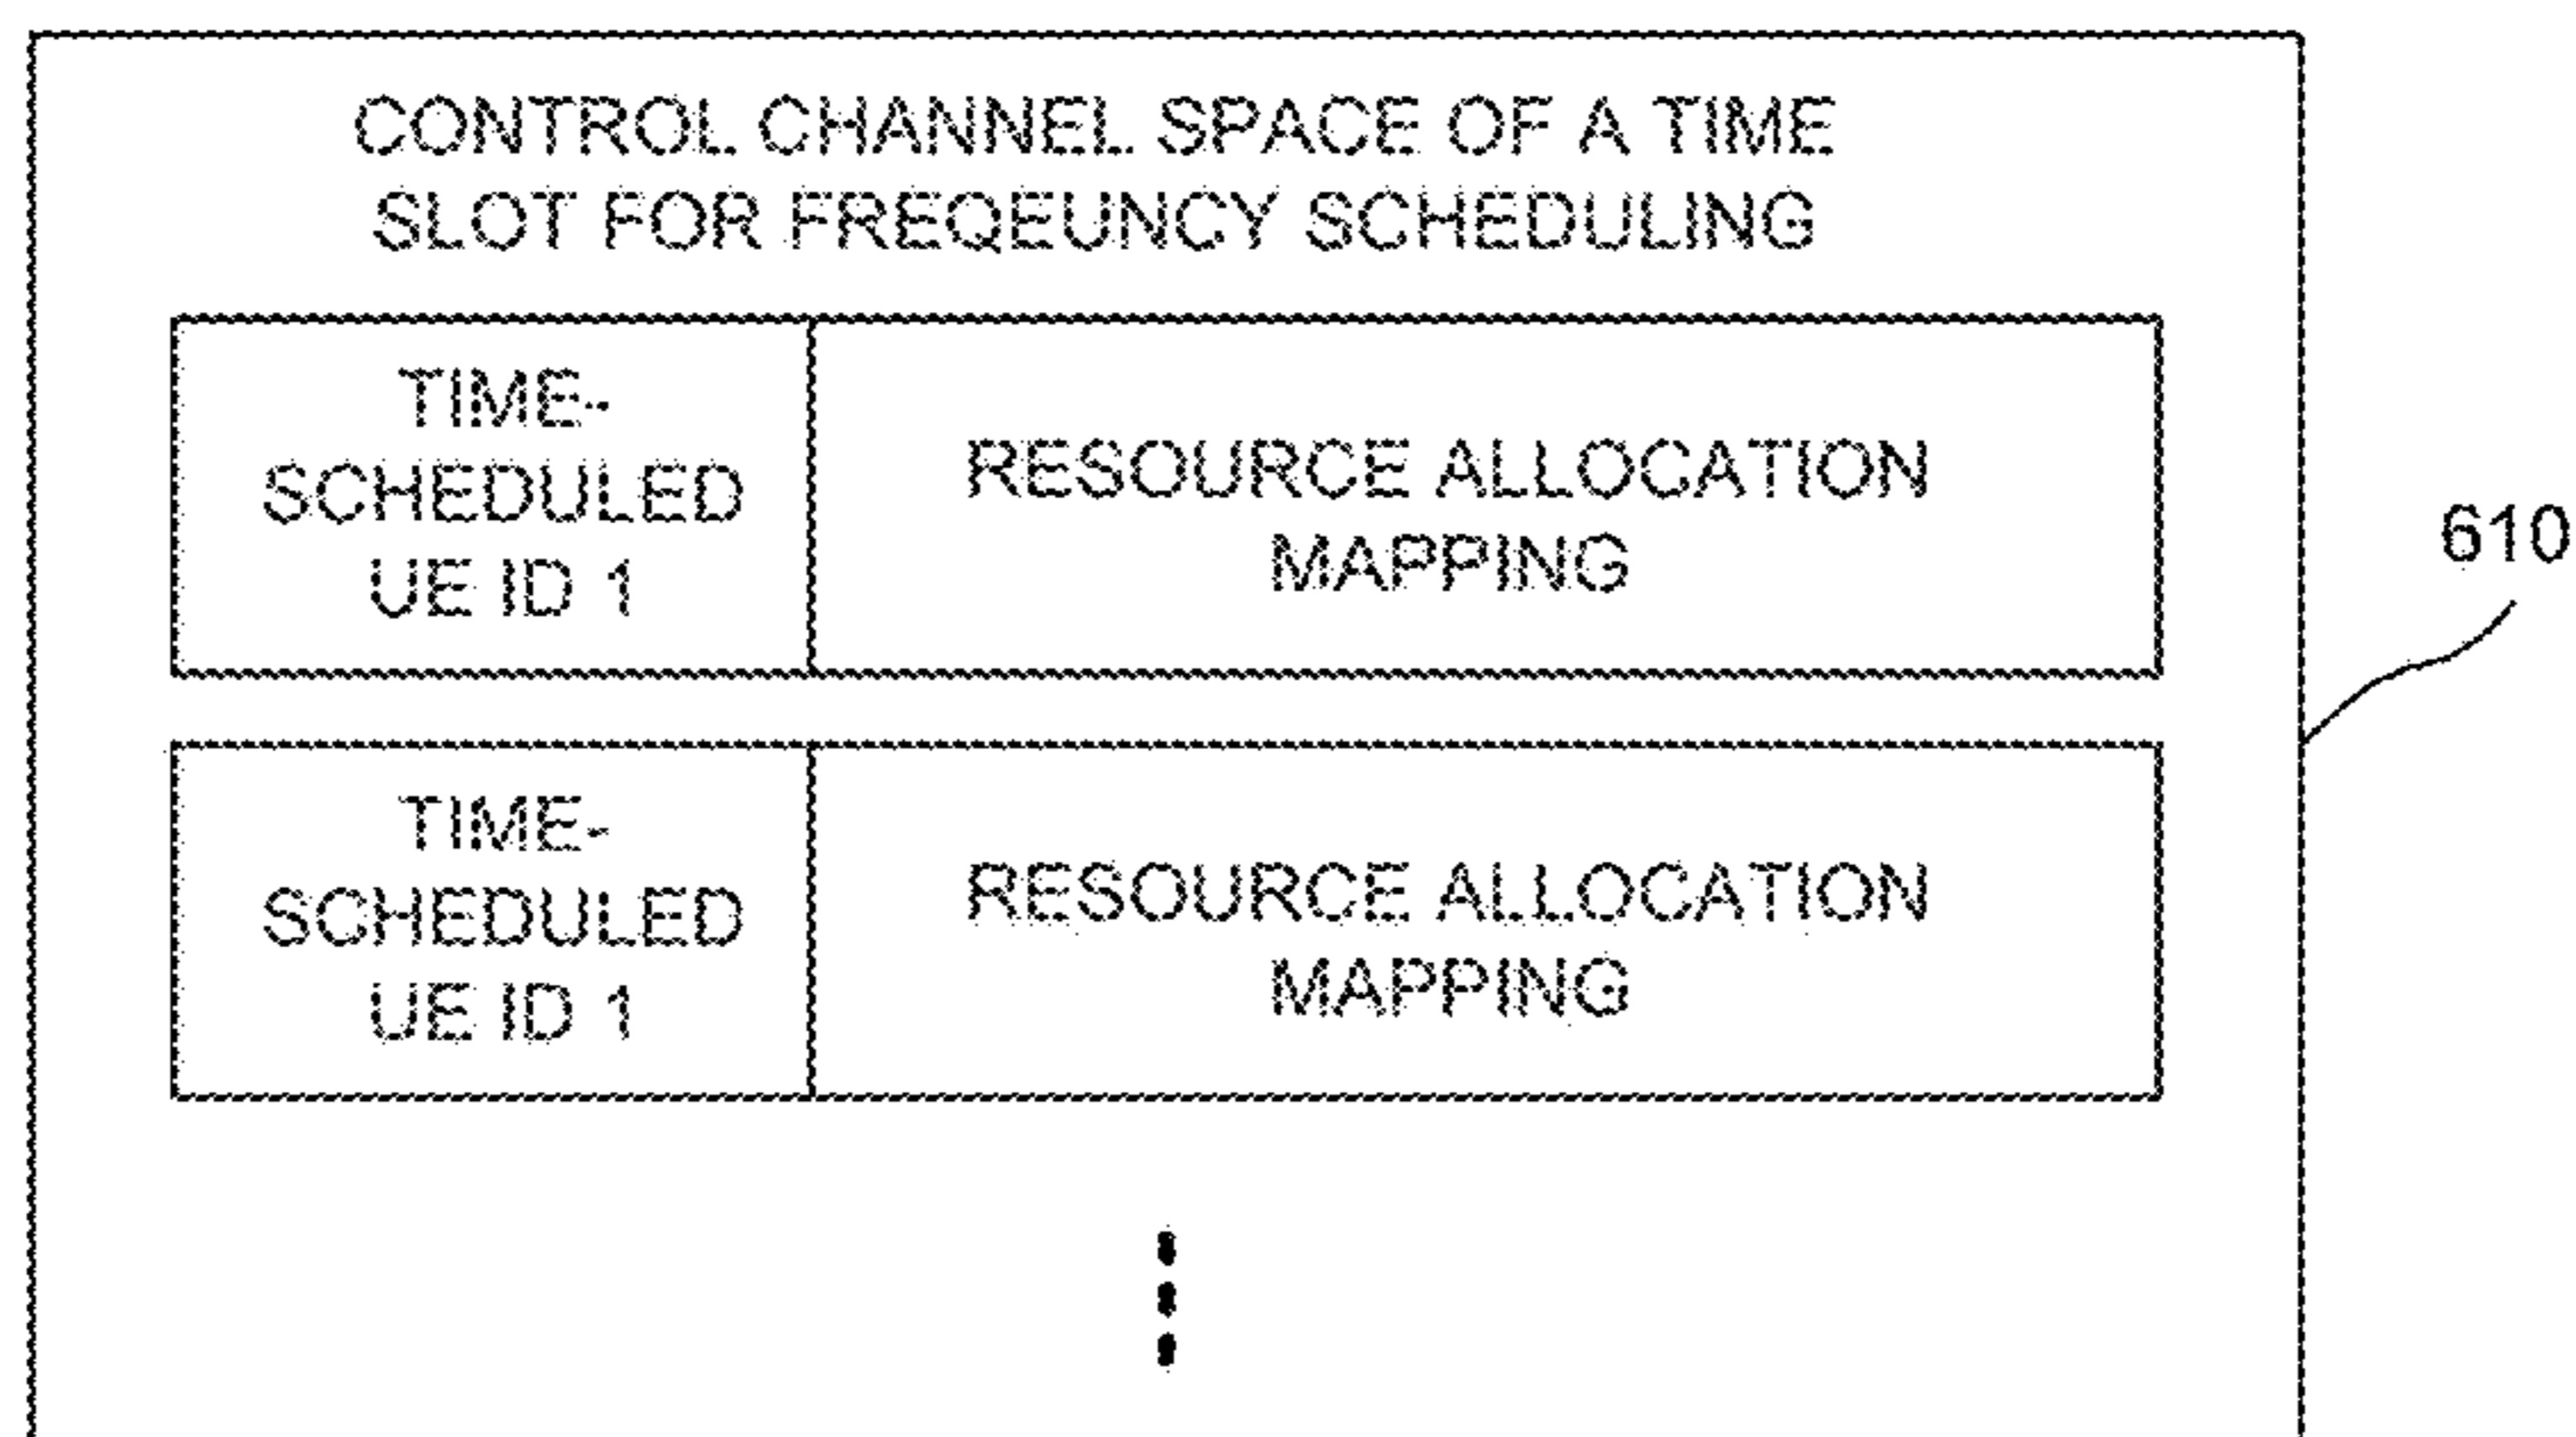 CONTROL CHANNEL SPACE OF A TIME
SLOT FOR FREQEUNCY SCHEDULING
TIME-
SCHEDULED
UE ID 1
RESOURCE ALLOCATION
MAPPING
610
TIME-
SCHEDULED
UE ID 1
RESOURCE ALLOCATION
MAPPING